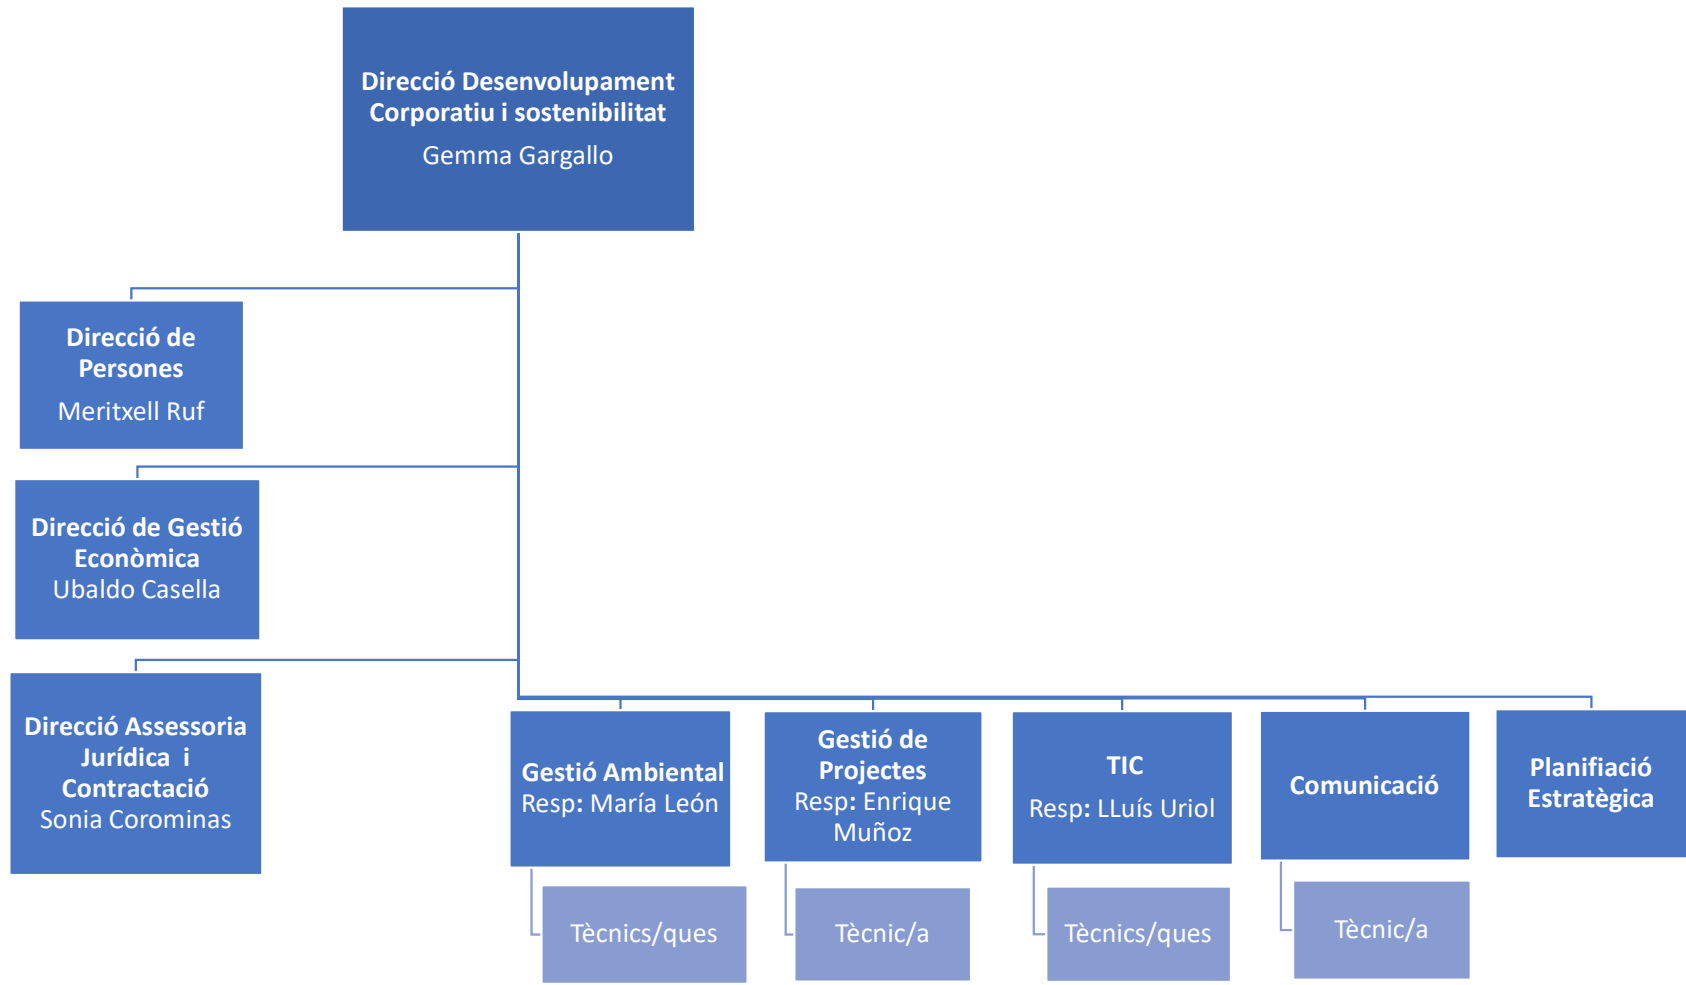 Direcció Desenvolupament
Corporatiu i sostenibilitat
Gemma Gargallo
Direcció de
Persones
Meritxell Ruf
Direcció de Gestió
Econòmica
Ubaldo Casella
Direcció Assessoria
Jurídica i
Contractació
Sonia Corominas
Gestió Ambiental
Resp: María León
Gestió de
Projectes
Resp: Enrique
Muñoz
TIC
Resp: LLuís Uriol
Comunicació
Planifiació
Estratègica
Tècnics/ques
Tècnic/a
Tècnics/ques
Tècnic/a